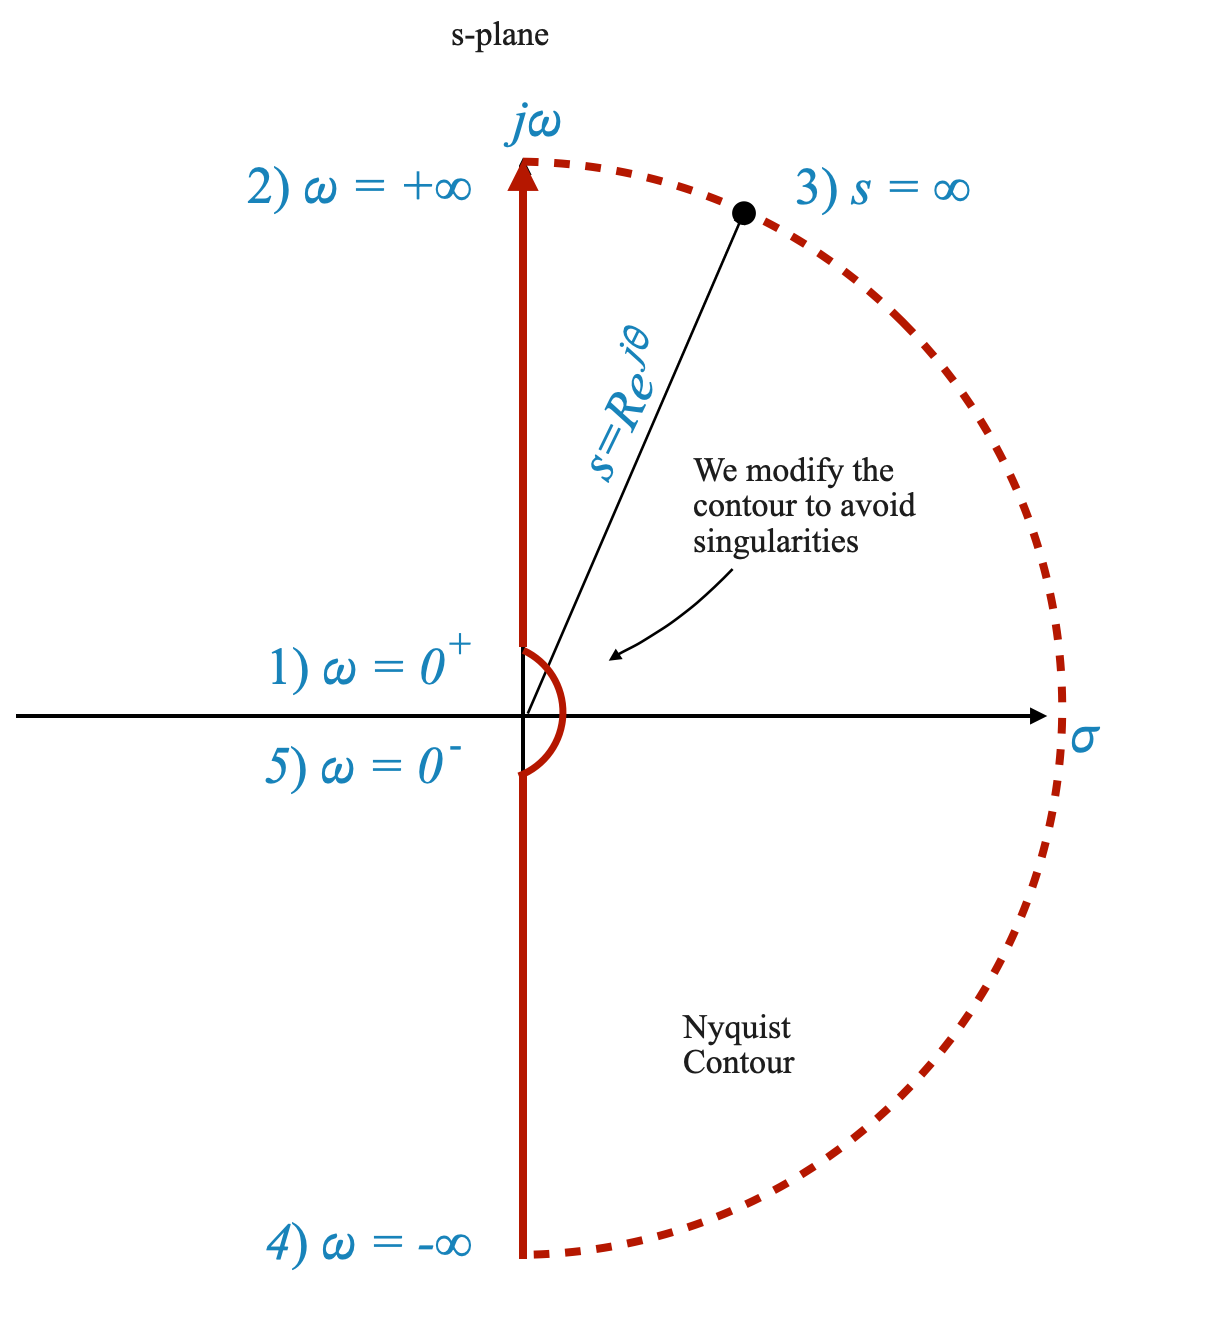 s-plane
jω
2) ω = +∞
3) s = ∞
s=Re^jθ
We modify the
contour to avoid
singularities
1) ω = 0⁺
σ
5) ω = 0⁻
Nyquist
Contour
4) ω = -∞